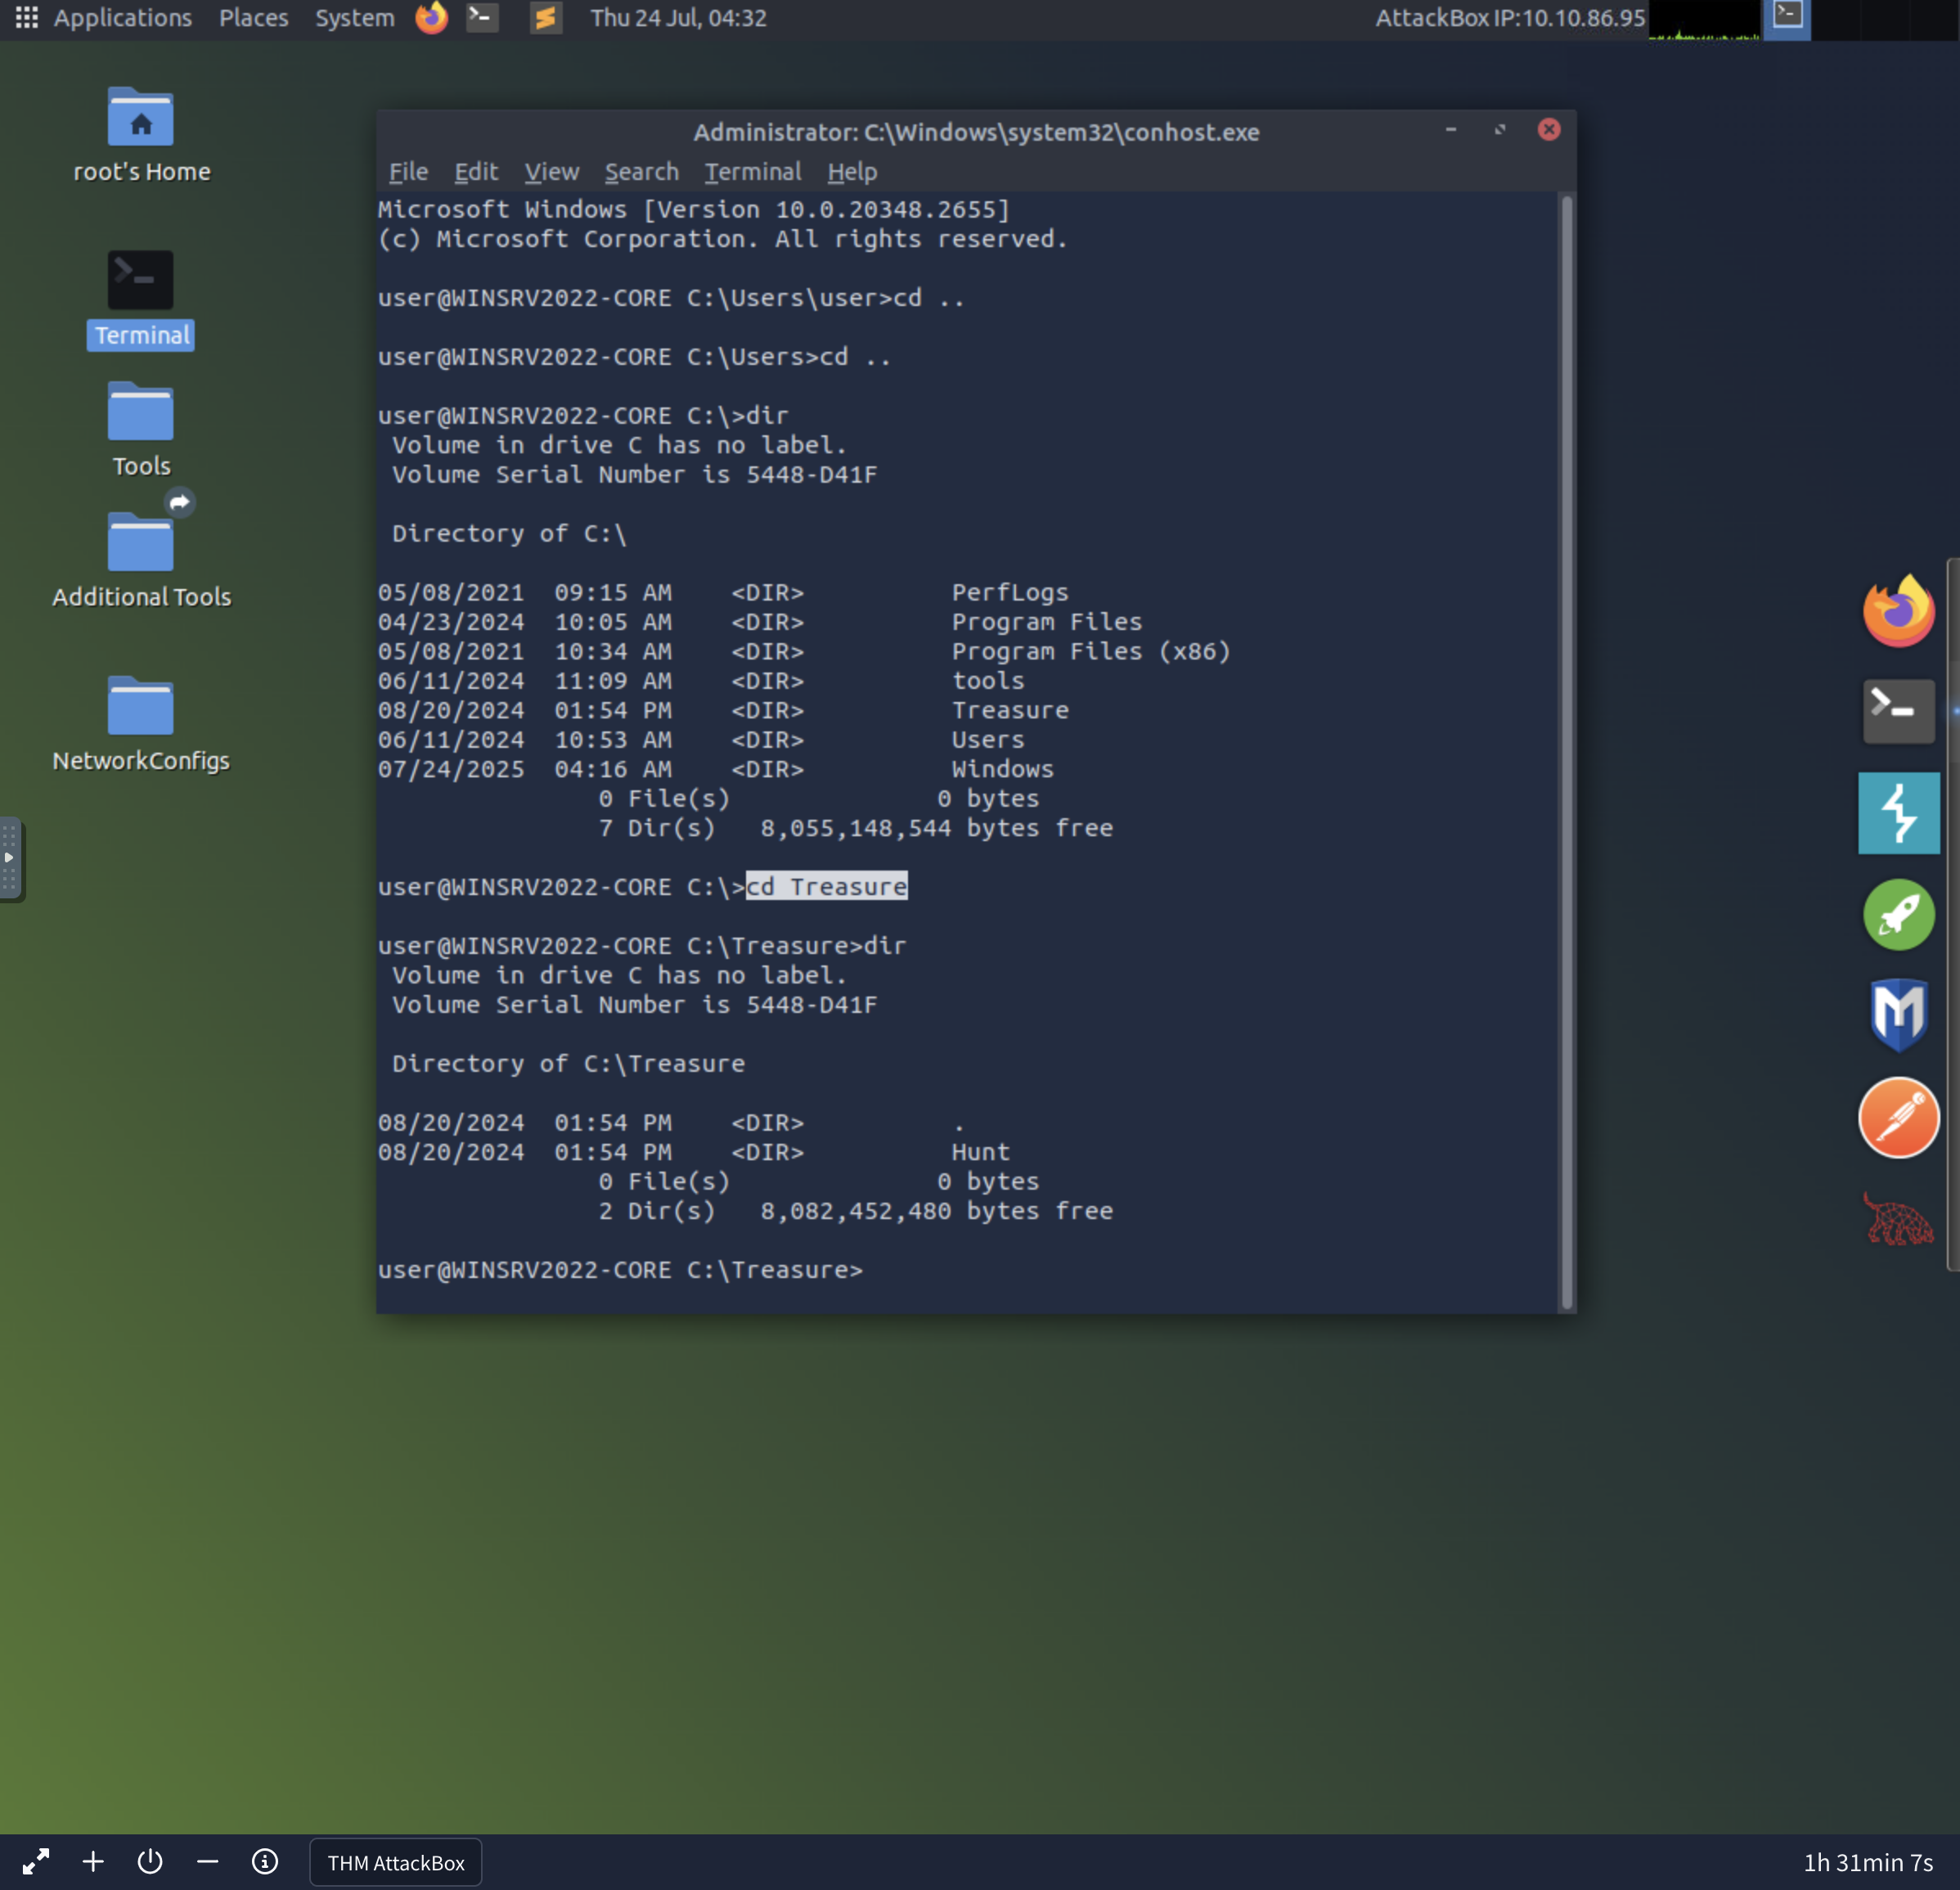 Applications Places System Thu 24 Jul, 04:32 AttackBox IP:10.10.86.95
root's Home
Terminal
Tools
Additional Tools
NetworkConfigs
Administrator: C:\Windows\system32\conhost.exe
File Edit View Search Terminal Help
Microsoft Windows [Version 10.0.20348.2655]
(c) Microsoft Corporation. All rights reserved.
user@WINSRV2022-CORE C:\Users\user>cd ..
user@WINSRV2022-CORE C:\Users>cd ..
user@WINSRV2022-CORE C:\>dir
Volume in drive C has no label.
Volume Serial Number is 5448-D41F
Directory of C:\
05/08/2021 09:15 AM <DIR> PerfLogs
04/23/2024 10:05 AM <DIR> Program Files
05/08/2021 10:34 AM <DIR> Program Files (x86)
06/11/2024 11:09 AM <DIR> tools
08/20/2024 01:54 PM <DIR> Treasure
06/11/2024 10:53 AM <DIR> Users
07/24/2025 04:16 AM <DIR> Windows
0 File(s) 0 bytes
7 Dir(s) 8,055,148,544 bytes free
user@WINSRV2022-CORE C:\>cd Treasure
user@WINSRV2022-CORE C:\Treasure>dir
Volume in drive C has no label.
Volume Serial Number is 5448-D41F
Directory of C:\Treasure
08/20/2024 01:54 PM <DIR> .
08/20/2024 01:54 PM <DIR> Hunt
0 File(s) 0 bytes
2 Dir(s) 8,082,452,480 bytes free
user@WINSRV2022-CORE C:\Treasure>
THM AttackBox
1h 31min 7s